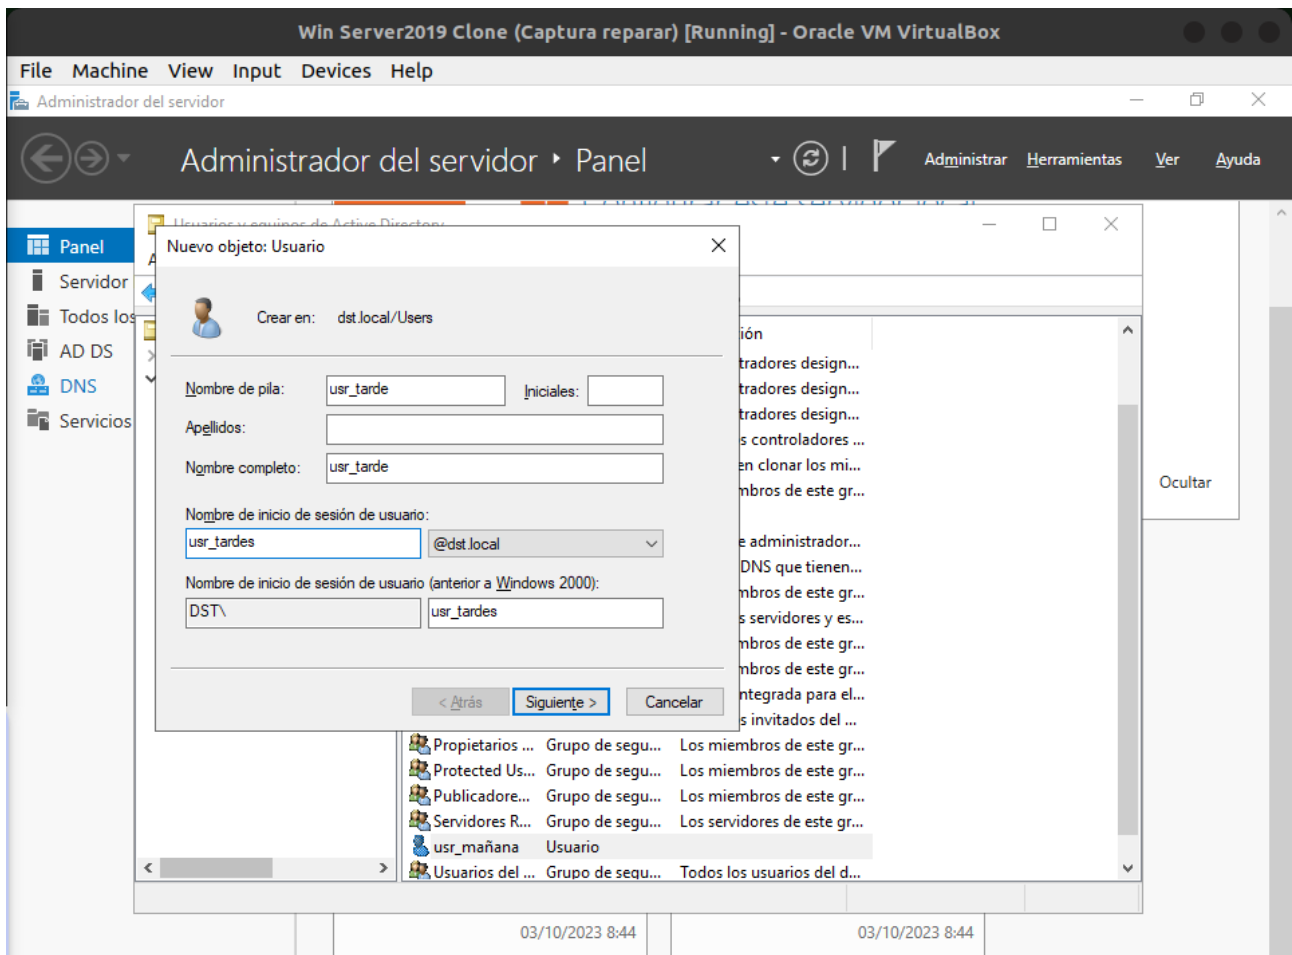 Win Server2019 Clone (Captura reparar) [Running] - Oracle VM VirtualBox
File Machine View Input Devices Help
Administrador del servidor
Administrador del servidor ‣ Panel
Administrar Herramientas Ver Ayuda
Configurar este servidor local
Usuarios y equipos de Active Directory
Panel
Servidor
Todos los
AD DS
DNS
Servicios
Nuevo objeto: Usuario
Crear en: dst.local/Users
Nombre de pila: usr_tarde Iniciales:
Apellidos:
Nombre completo: usr_tarde
Nombre de inicio de sesión de usuario:
usr_tardes @dst.local
Nombre de inicio de sesión de usuario (anterior a Windows 2000):
DST\ usr_tardes
< Atrás Siguiente > Cancelar
ión
tradores design...
tradores design...
tradores design...
s controladores ...
en clonar los mi...
mbros de este gr...
e administrador...
DNS que tienen...
mbros de este gr...
s servidores y es...
mbros de este gr...
mbros de este gr...
ntegrada para el...
s invitados del ...
Propietarios ... Grupo de segu... Los miembros de este gr...
Protected Us... Grupo de segu... Los miembros de este gr...
Publicadore... Grupo de segu... Los miembros de este gr...
Servidores R... Grupo de segu... Los servidores de este gr...
usr_mañana Usuario
Usuarios del ... Grupo de segu... Todos los usuarios del d...
Ocultar
03/10/2023 8:44
03/10/2023 8:44